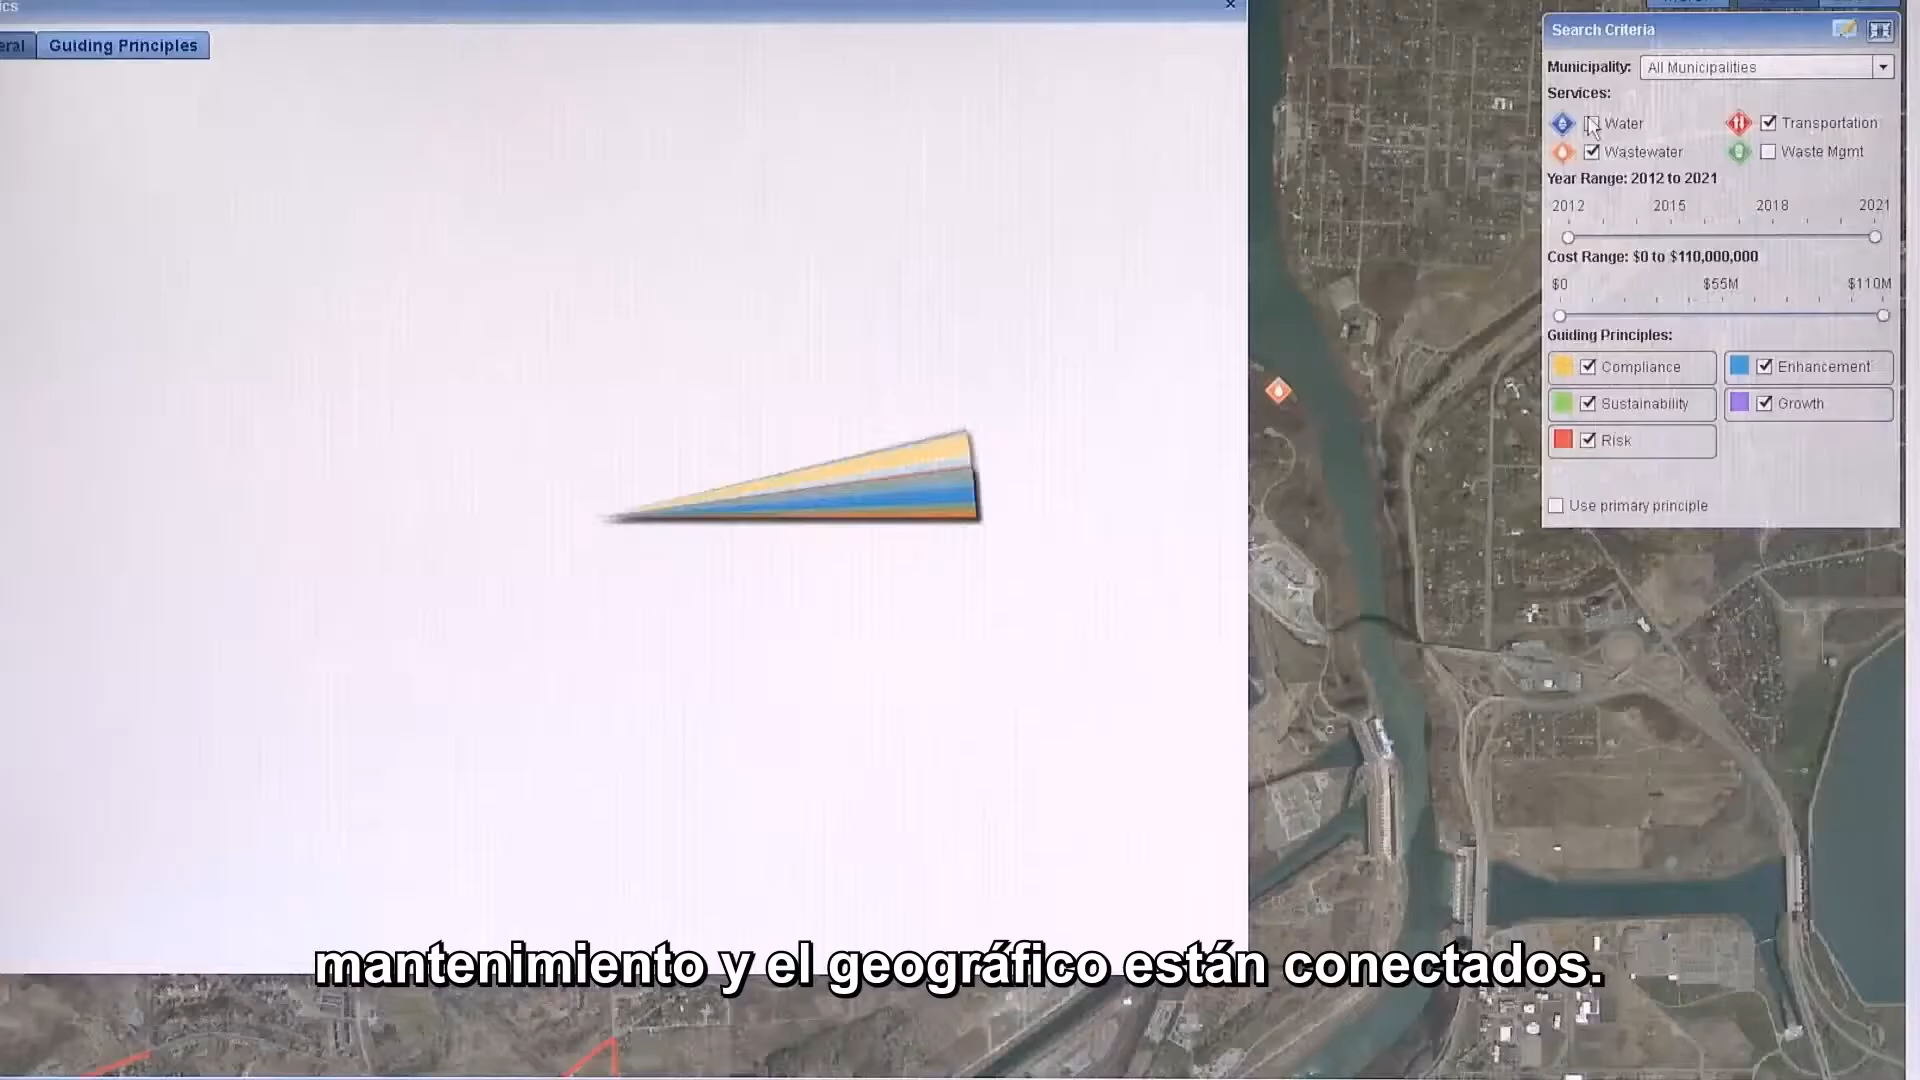 ics
eral
Guiding Principles
Search Criteria
Municipality: All Municipalities
Services:
Water
Transportation
Wastewater
Waste Mgmt
Year Range: 2012 to 2021
2012 2015 2018 2021
Cost Range: $0 to $110,000,000
$0 $55M $110M
Guiding Principles:
Compliance
Enhancement
Sustainability
Growth
Risk
Use primary principle
mantenimiento y el geográfico están conectados.